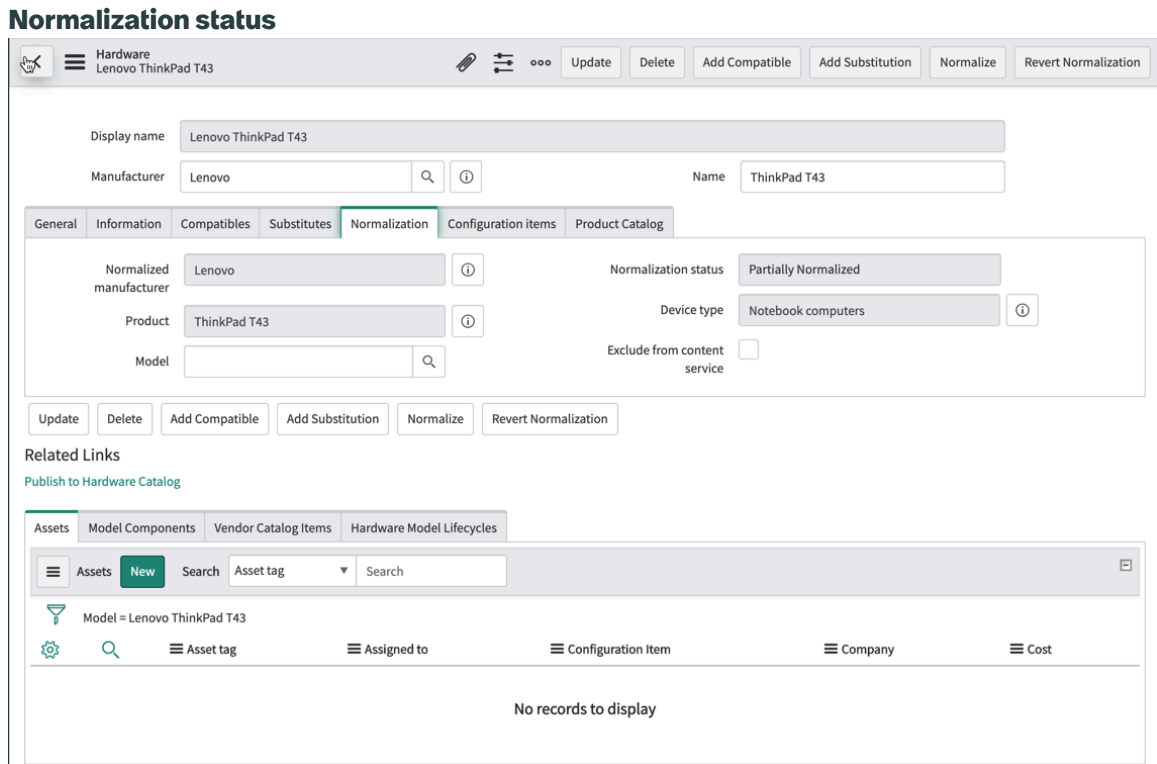 Normalization status
Hardware
Lenovo ThinkPad T43
Update Delete Add Compatible Add Substitution Normalize Revert Normalization
Display name Lenovo ThinkPad T43
Manufacturer Lenovo Name ThinkPad T43
General Information Compatibles Substitutes Normalization Configuration items Product Catalog
Normalized manufacturer Lenovo Normalization status Partially Normalized
Device type Notebook computers
Product ThinkPad T43
Exclude from content service
Model
Update Delete Add Compatible Add Substitution Normalize Revert Normalization
Related Links
Publish to Hardware Catalog
Assets Model Components Vendor Catalog Items Hardware Model Lifecycles
Assets New Search Asset tag Search
Model = Lenovo ThinkPad T43
Asset tag Assigned to Configuration Item Company Cost
No records to display